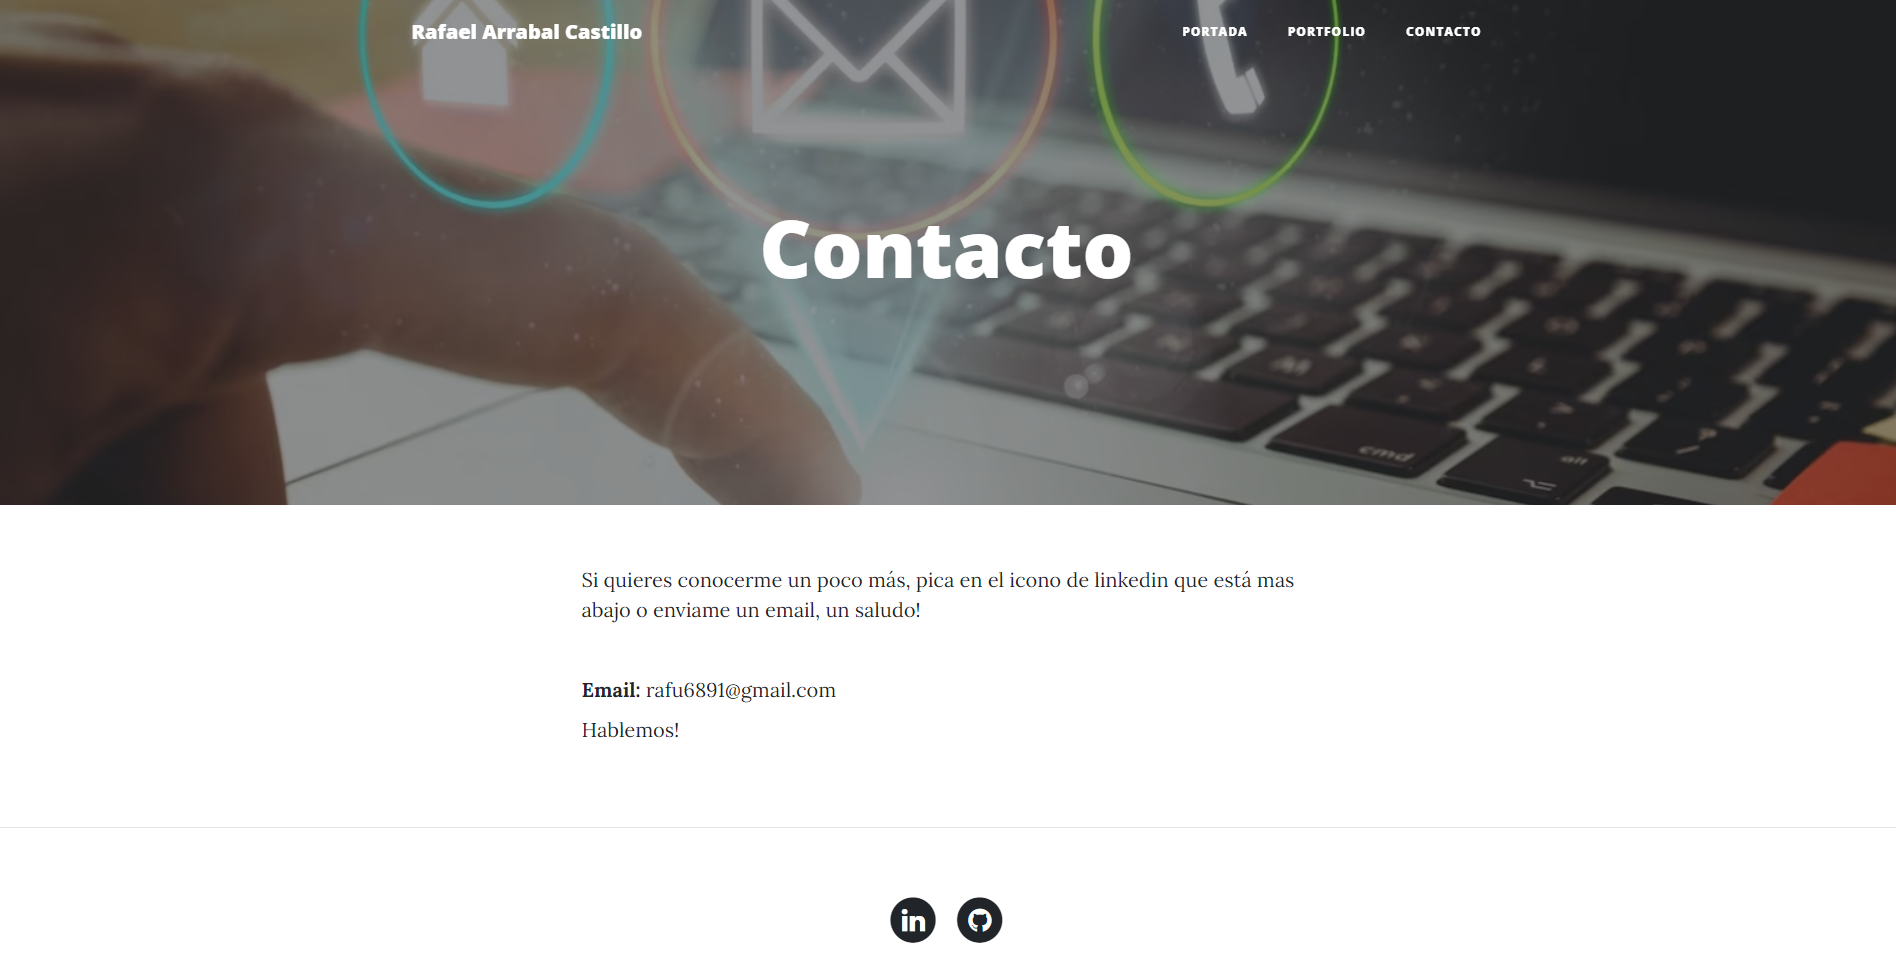 Rafael Arrabal Castillo
PORTADA PORTFOLIO CONTACTO
Contacto
cmd
alt
Si quieres conocerme un poco más, pica en el icono de linkedin que está mas
abajo o enviame un email, un saludo!
Email: rafu6891@gmail.com
Hablemos!
in